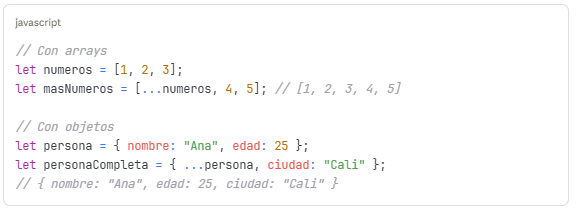 javascript
// Con arrays
let numeros = [1, 2, 3];
let masNumeros = [...numeros, 4, 5]; // [1, 2, 3, 4, 5]
// Con objetos
let persona = { nombre: "Ana", edad: 25 };
let personaCompleta = { ...persona, ciudad: "Cali" };
// { nombre: "Ana", edad: 25, ciudad: "Cali" }